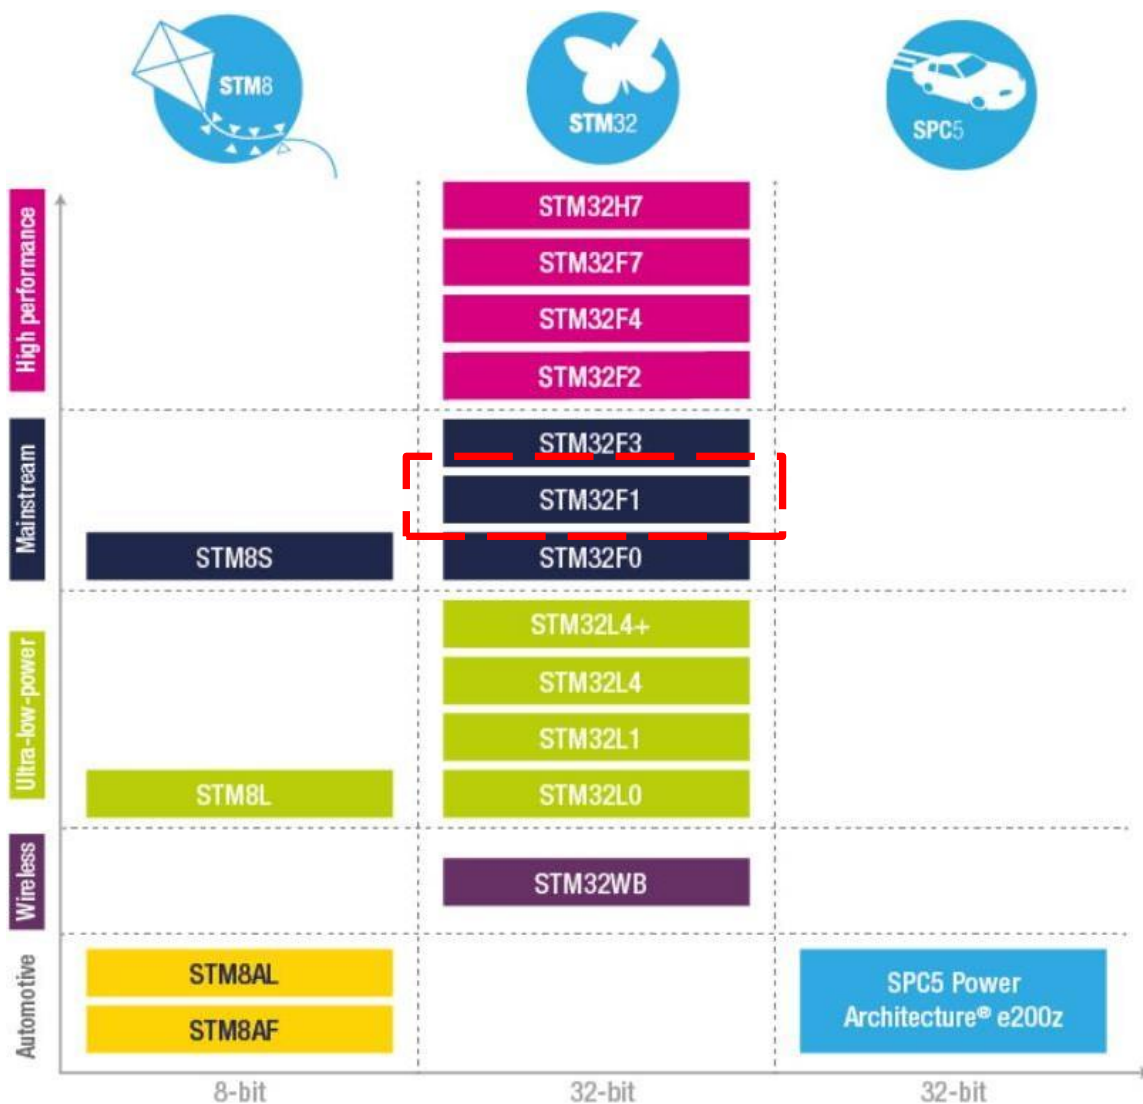 STM8
STM32
SPC5
High performance
STM32H7
STM32F7
STM32F4
STM32F2
Mainstream
STM32F3
STM32F1
STM8S
STM32F0
Ultra-low-power
STM32L4+
STM32L4
STM32L1
STM8L
STM32L0
Wireless
STM32WB
Automotive
STM8AL
STM8AF
SPC5 Power
Architecture® e200z
8-bit
32-bit
32-bit